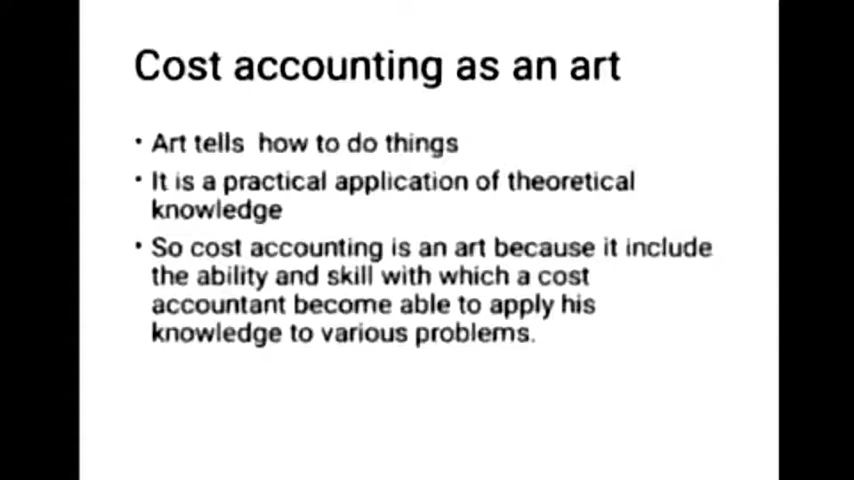 Cost accounting as an art
• Art tells how to do things
• It is a practical application of theoretical
knowledge
• So cost accounting is an art because it include
the ability and skill with which a cost
accountant become able to apply his
knowledge to various problems.